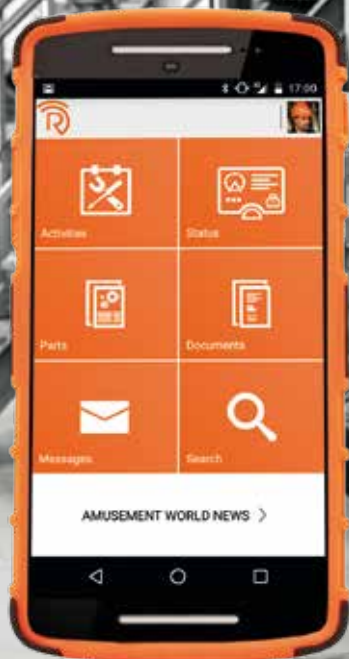 17:00
R
Activities
Status
Parts
Documents
Messages
Search
AMUSEMENT WORLD NEWS